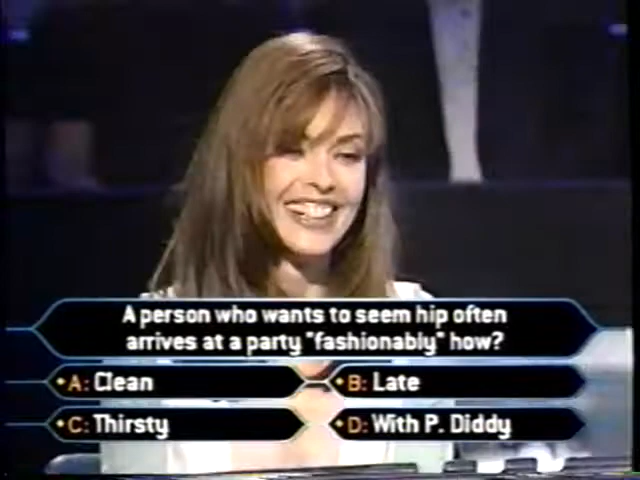 A person who wants to seem hip often
arrives at a party "fashionably" how?
A: Clean
B: Late
C: Thirsty
D: With P. Diddy